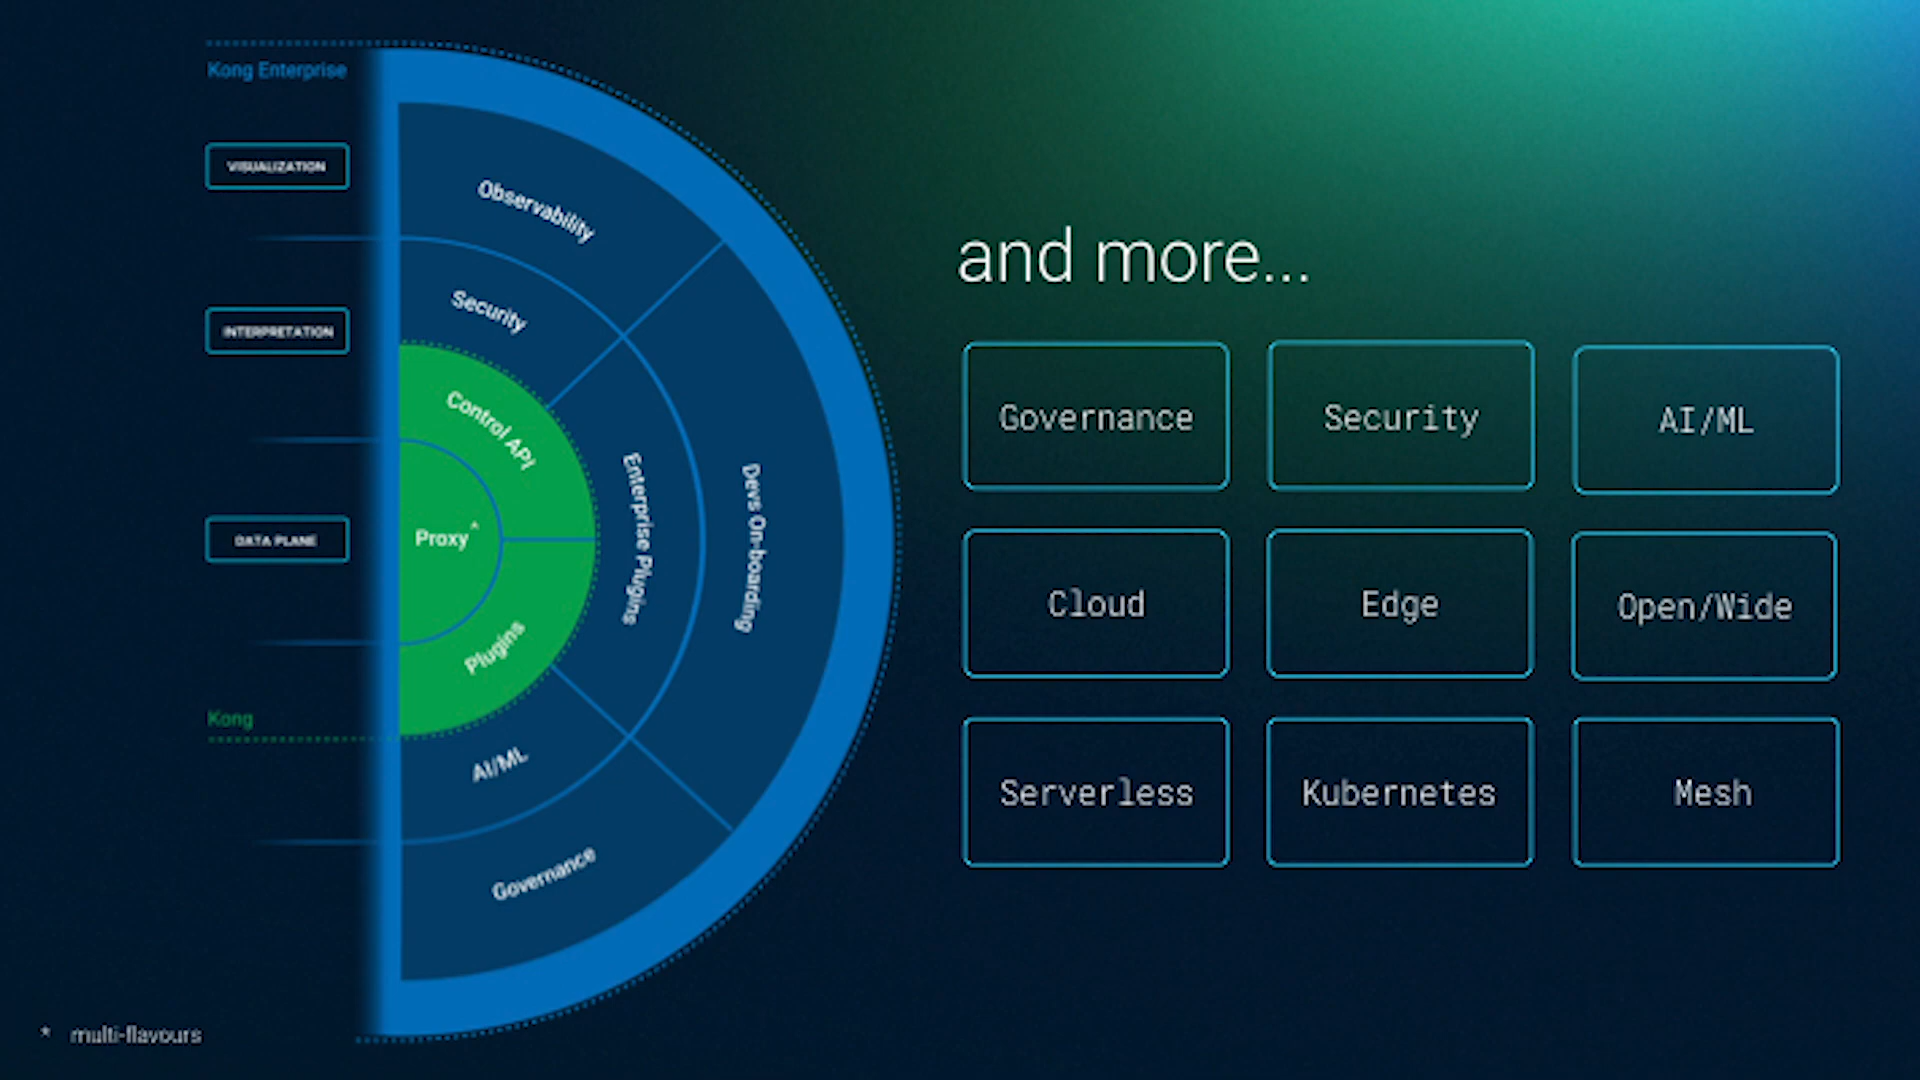 Kong Enterprise
VISUALIZATION
INTERPRETATION
DATA PLANE
Kong
Observability
Security
Control API
Proxy*
Plugins
Enterprise Plugins
Devs On-boarding
AI/ML
Governance
* multi-flavours
and more...
Governance
Security
AI/ML
Cloud
Edge
Open/Wide
Serverless
Kubernetes
Mesh